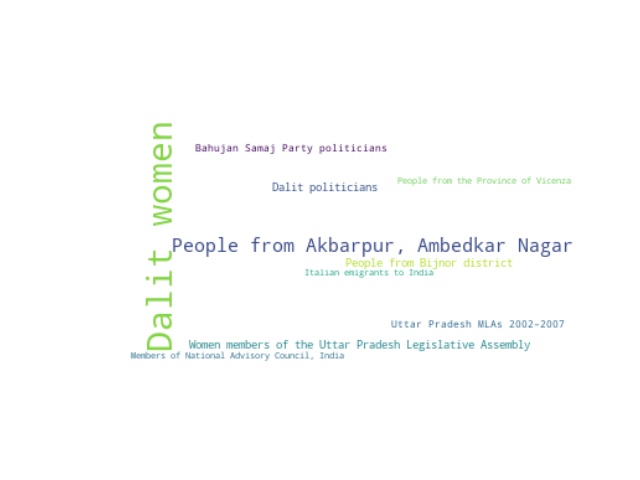 Dalit women
Bahujan Samaj Party politicians
People from the Province of Vicenza
Dalit politicians
People from Akbarpur, Ambedkar Nagar
People from Bijnor district
Italian emigrants to India
Uttar Pradesh MLAs 2002–2007
Women members of the Uttar Pradesh Legislative Assembly
Members of National Advisory Council, India